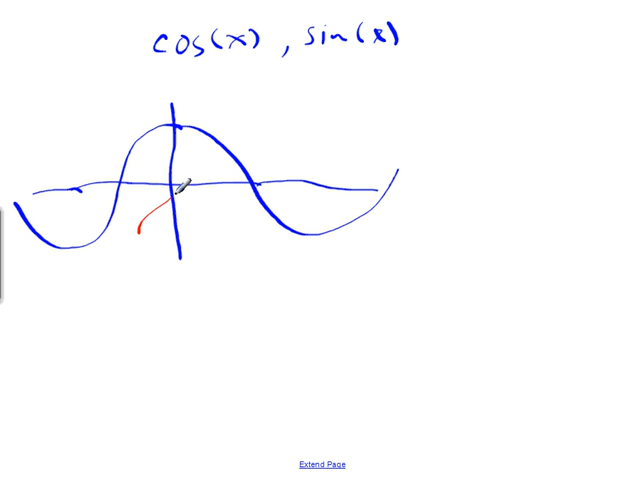 cos(x), sin(x)
Extend Page